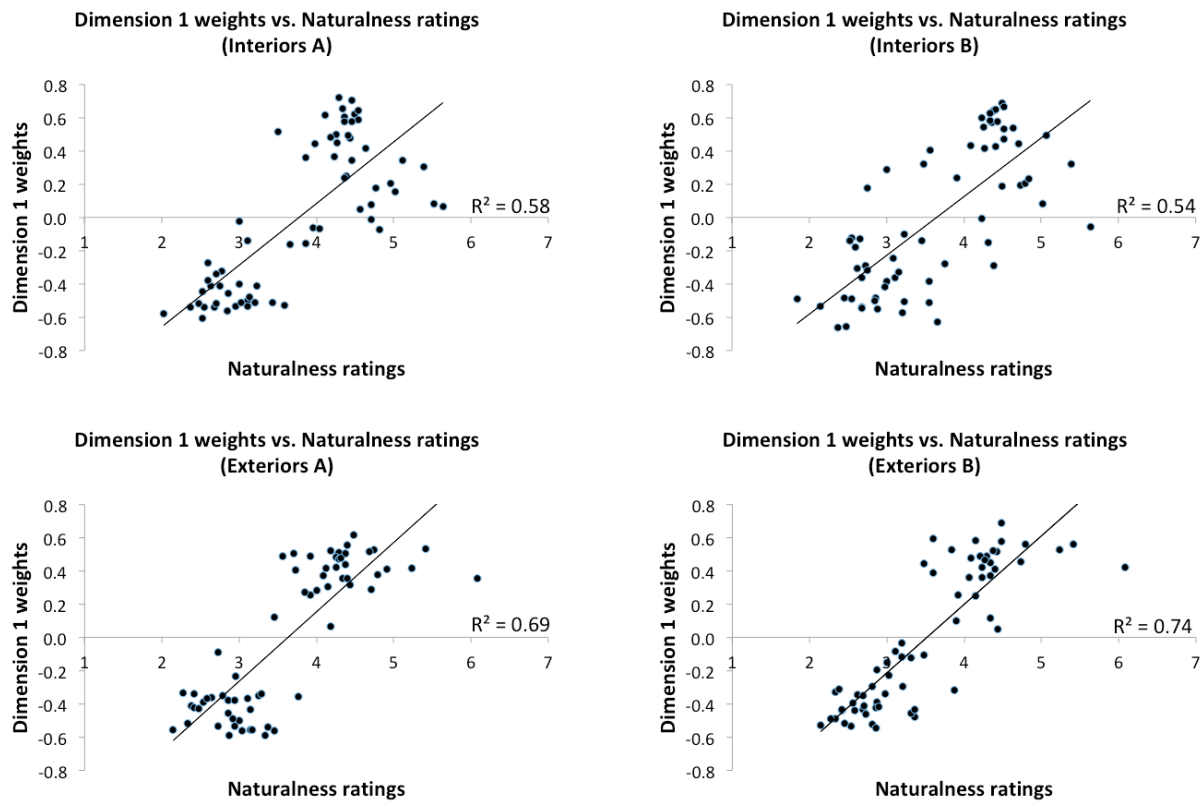 Dimension 1 weights vs. Naturalness ratings
(Interiors A)
Dimension 1 weights
0.8
0.6
0.4
0.2
0.0
-0.2
-0.4
-0.6
-0.8
1 2 3 4 5 6 7
R² = 0.58
Naturalness ratings
Dimension 1 weights vs. Naturalness ratings
(Interiors B)
Dimension 1 weights
0.8
0.6
0.4
0.2
0.0
-0.2
-0.4
-0.6
-0.8
1 2 3 4 5 6 7
R² = 0.54
Naturalness ratings
Dimension 1 weights vs. Naturalness ratings
(Exteriors A)
Dimension 1 weights
0.8
0.6
0.4
0.2
0.0
-0.2
-0.4
-0.6
-0.8
1 2 3 4 5 6 7
R² = 0.69
Naturalness ratings
Dimension 1 weights vs. Naturalness ratings
(Exteriors B)
Dimension 1 weights
0.8
0.6
0.4
0.2
0.0
-0.2
-0.4
-0.6
-0.8
1 2 3 4 5 6 7
R² = 0.74
Naturalness ratings